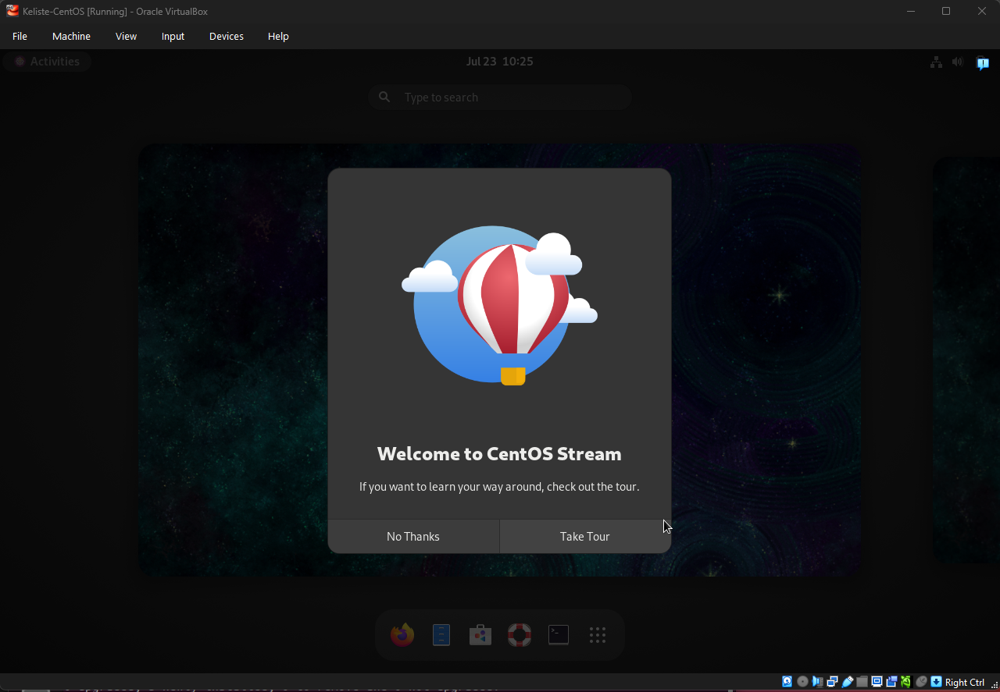 Keliste-CentOS [Running] - Oracle VirtualBox
File Machine View Input Devices Help
Activities
Jul 23 10:25
Type to search
Welcome to CentOS Stream
If you want to learn your way around, check out the tour.
No Thanks
Take Tour
Right Ctrl